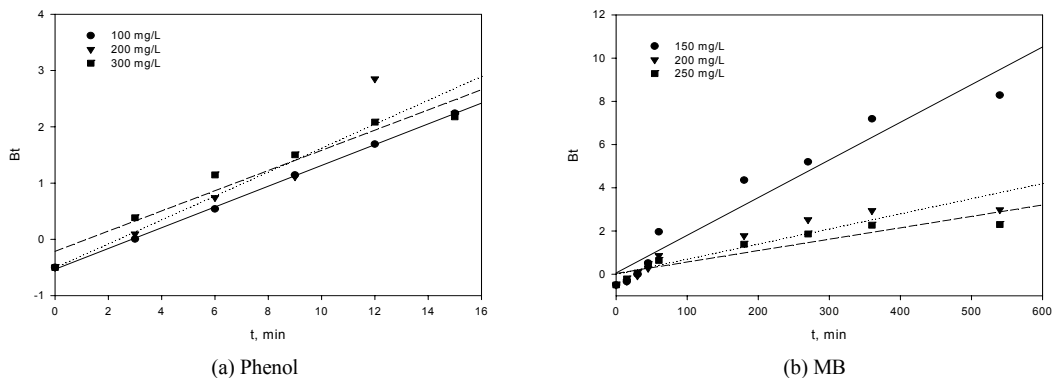 4
3
2
1
0
-1
Bt
100 mg/L
200 mg/L
300 mg/L
0 2 4 6 8 10 12 14 16
t, min
(a) Phenol
12
10
8
6
4
2
0
Bt
150 mg/L
200 mg/L
250 mg/L
0 100 200 300 400 500 600
t, min
(b) MB